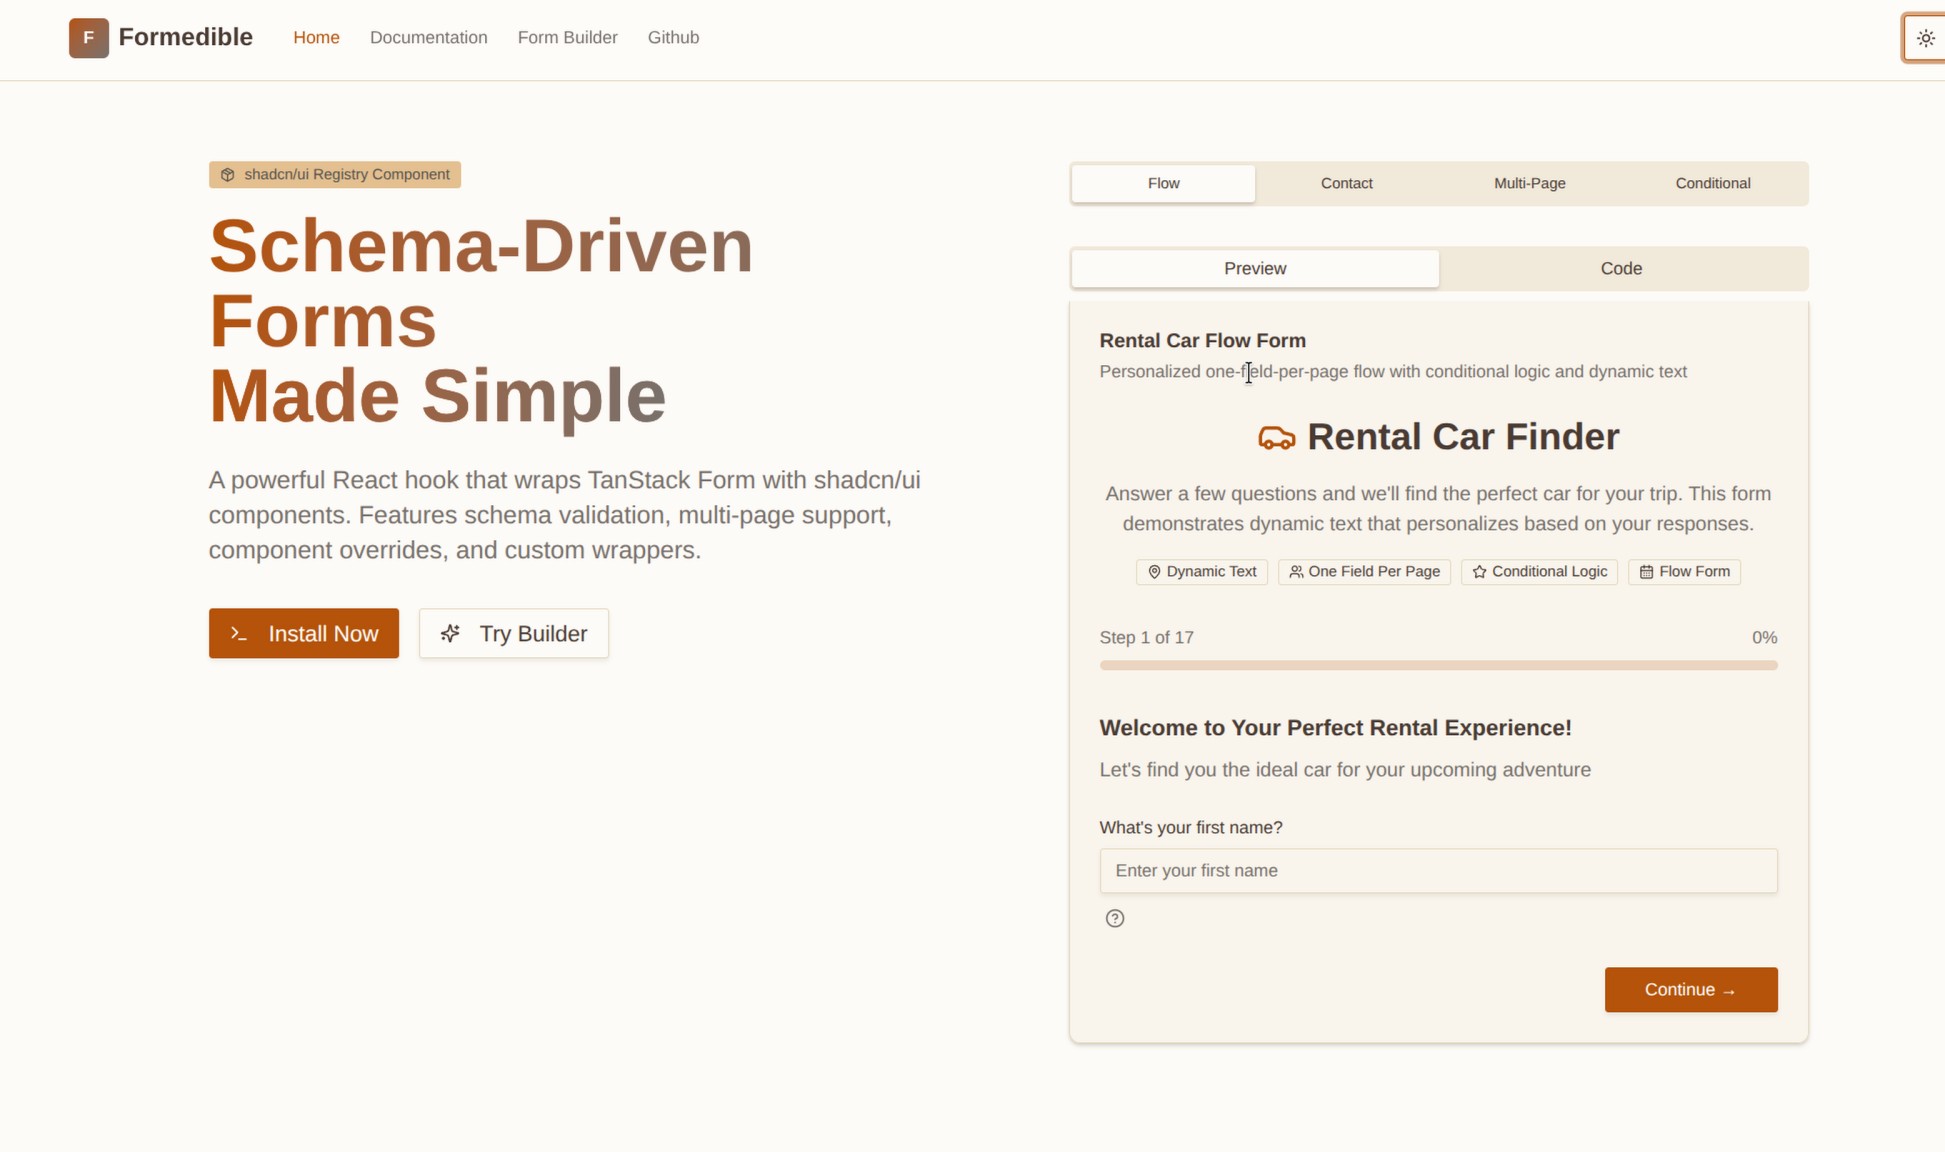 F Formedible Home Documentation Form Builder Github
shadcn/ui Registry Component
Schema-Driven
Forms
Made Simple
A powerful React hook that wraps TanStack Form with shadcn/ui
components. Features schema validation, multi-page support,
component overrides, and custom wrappers.
Install Now Try Builder
Flow Contact Multi-Page Conditional
Preview Code
Rental Car Flow Form
Personalized one-field-per-page flow with conditional logic and dynamic text
Rental Car Finder
Answer a few questions and we'll find the perfect car for your trip. This form
demonstrates dynamic text that personalizes based on your responses.
Dynamic Text One Field Per Page Conditional Logic Flow Form
Step 1 of 17 0%
Welcome to Your Perfect Rental Experience!
Let's find you the ideal car for your upcoming adventure
What's your first name?
Enter your first name
Continue →